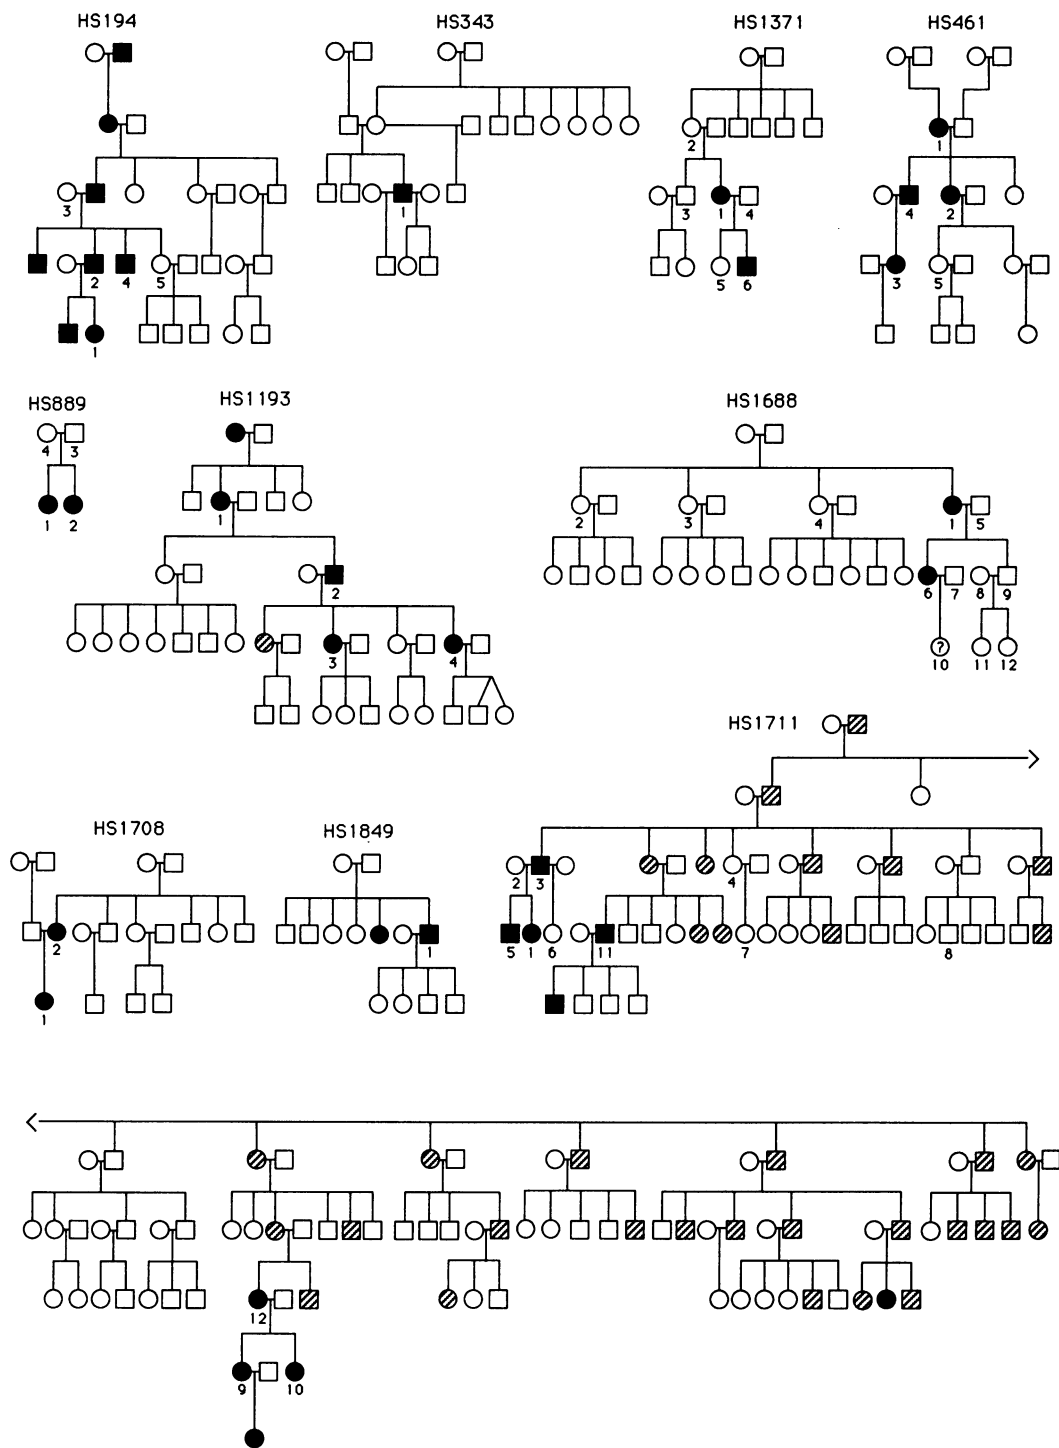 HS194 HS343 HS1371 HS461
1
2
3 1 3 1 4 4 2
2 4 5 5 6 3 5
1
HS889 HS1193 HS1688
4 3
1 2 1 2 3 4 1 5
2 6 7 8 9
3 4 10 11 12
?
HS1711
HS1708 HS1849
2 3 4
2 1 5 1 6 11 7 8
1
12
9 10